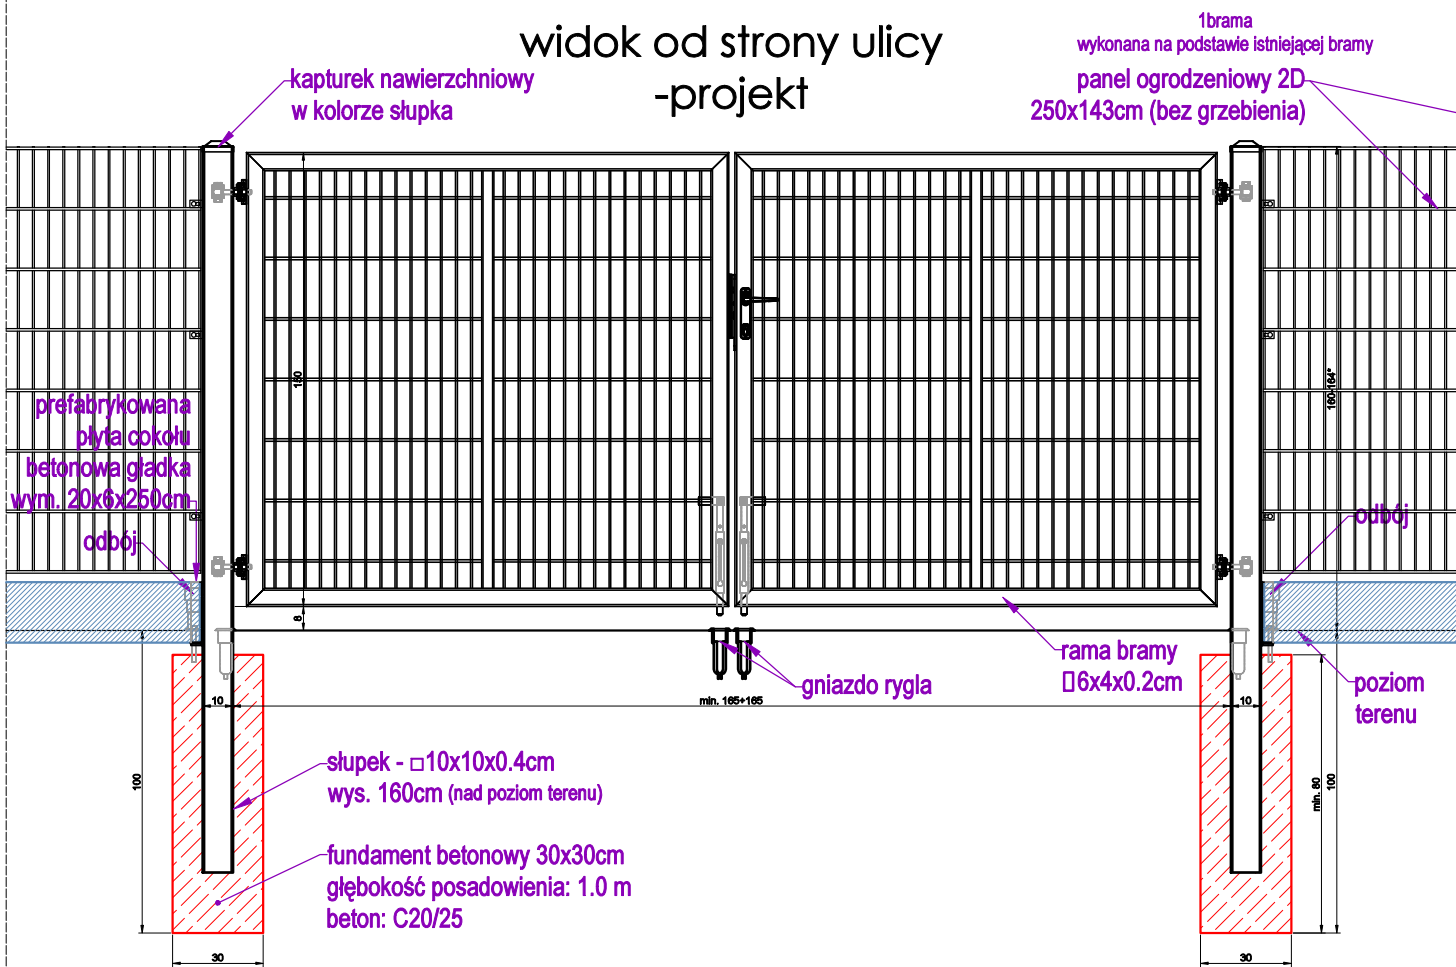 widok od strony ulicy
-projekt
1brama
wykonana na podstawie istniejącej bramy
panel ogrodzeniowy 2D
250x143cm (bez grzebienia)
kapturek nawierzchniowy
w kolorze słupka
150
160-164*
prefabrykowana
płyta cokołu
betonowa gładka
wym. 20x6x250cm
odbój
odbój
8
rama bramy
□6x4x0.2cm
gniazdo rygla
poziom
terenu
10
min. 165+165
10
słupek - □10x10x0.4cm
wys. 160cm (nad poziom terenu)
100
min. 80
100
fundament betonowy 30x30cm
głębokość posadowienia: 1.0 m
beton: C20/25
30
30